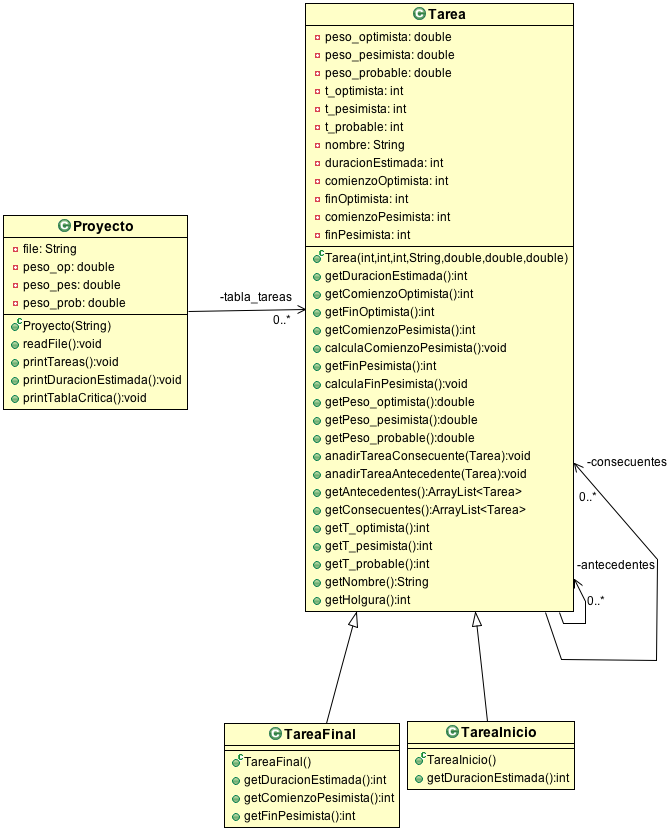 Tarea
peso_optimista: double
peso_pesimista: double
peso_probable: double
t_optimista: int
t_pesimista: int
t_probable: int
nombre: String
duracionEstimada: int
comienzoOptimista: int
finOptimista: int
comienzoPesimista: int
finPesimista: int
Tarea(int,int,int,String,double,double,double)
getDuracionEstimada():int
getComienzoOptimista():int
getFinOptimista():int
getComienzoPesimista():int
calculaComienzoPesimista():void
getFinPesimista():int
calculaFinPesimista():void
getPeso_optimista():double
getPeso_pesimista():double
getPeso_probable():double
anadirTareaConsecuente(Tarea):void
anadirTareaAntecedente(Tarea):void
getAntecedentes():ArrayList<Tarea>
getConsecuentes():ArrayList<Tarea>
getT_optimista():int
getT_pesimista():int
getT_probable():int
getNombre():String
getHolgura():int
Proyecto
file: String
peso_op: double
peso_pes: double
peso_prob: double
Proyecto(String)
readFile():void
printTareas():void
printDuracionEstimada():void
printTablaCritica():void
-tabla_tareas
0..*
-consecuentes
0..*
-antecedentes
0..*
TareaFinal
TareaFinal()
getDuracionEstimada():int
getComienzoPesimista():int
getFinPesimista():int
TareaInicio
TareaInicio()
getDuracionEstimada():int